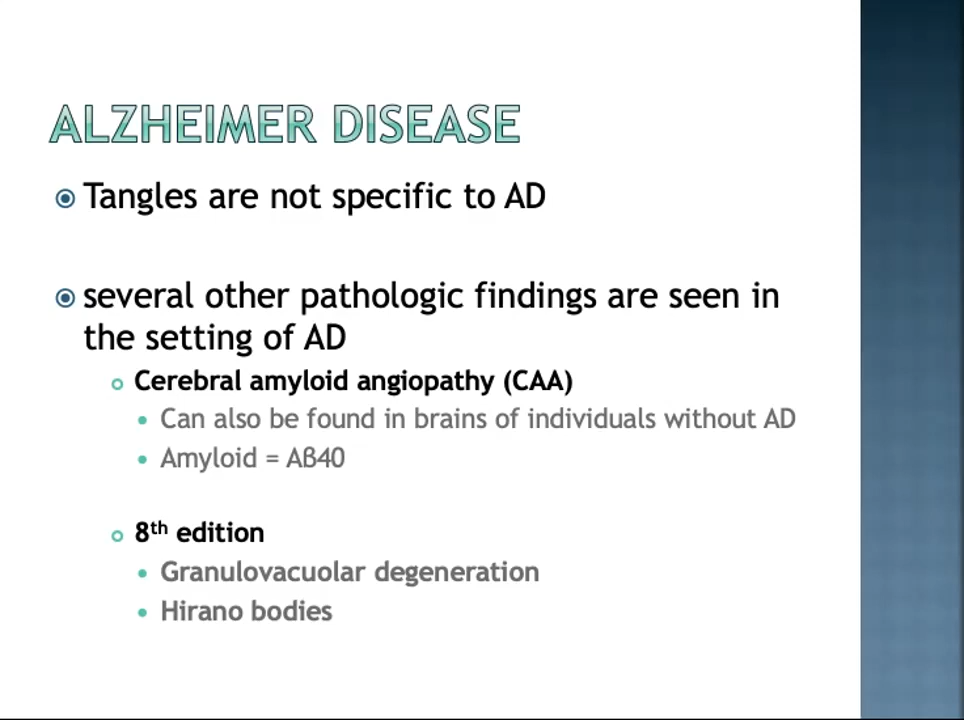 ALZHEIMER DISEASE
Tangles are not specific to AD
several other pathologic findings are seen in
the setting of AD
Cerebral amyloid angiopathy (CAA)
Can also be found in brains of individuals without AD
Amyloid = Aß40
8th edition
Granulovacuolar degeneration
Hirano bodies